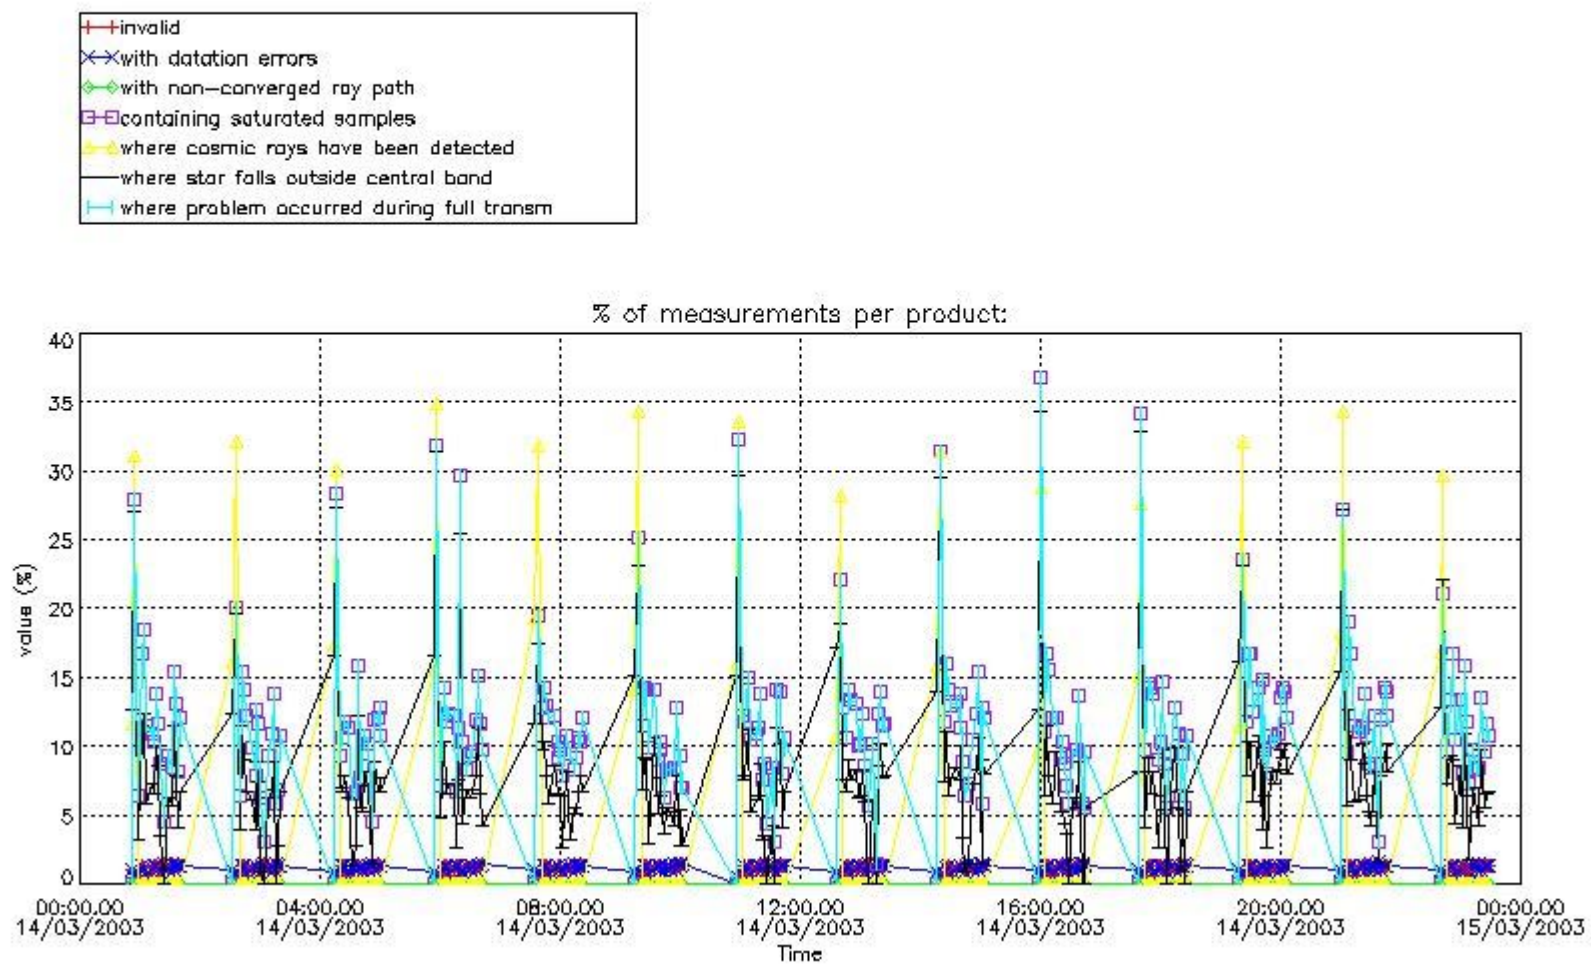 invalid
with datation errors
with non-converged ray path
containing saturated samples
where cosmic rays have been detected
where star falls outside central band
where problem occurred during full transm
% of measurements per product:
40
35
30
25
20
15
10
5
0
value (%)
00:00:00 04:00:00 08:00:00 12:00:00 16:00:00 20:00:00 00:00:00
14/03/2003 14/03/2003 14/03/2003 14/03/2003 14/03/2003 14/03/2003 15/03/2003
Time